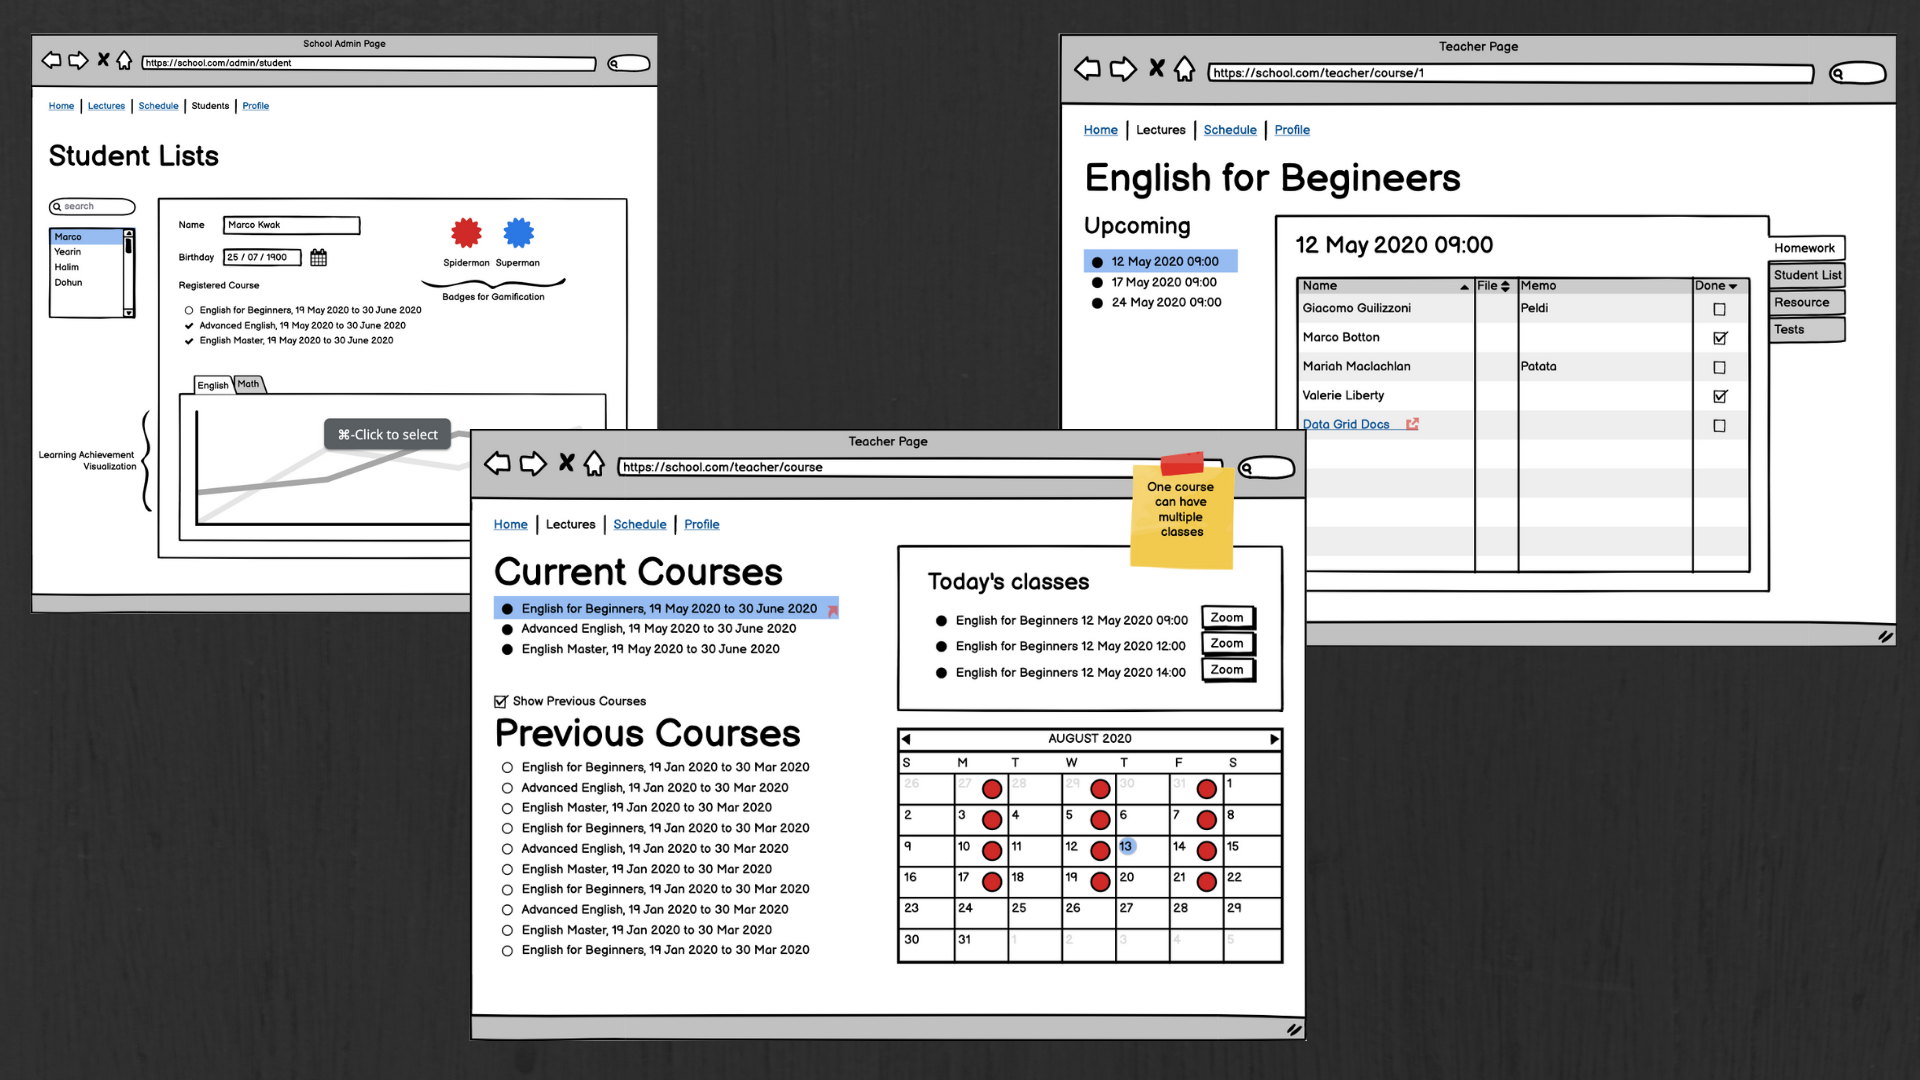 School Admin Page
https://school.com/admin/student
Home | Lectures | Schedule | Students | Profile
Student Lists
search
Marco
Yearin
Halim
Dohun
Name Marco Kwak
Birthday 25 / 07 / 1900
Spiderman Superman
Badges for Gamification
Registered Course
English for Beginners, 19 May 2020 to 30 June 2020
Advanced English, 19 May 2020 to 30 June 2020
English Master, 19 May 2020 to 30 June 2020
English Math
⌘-Click to select
Learning Achievement
Visualization
Teacher Page
https://school.com/teacher/course/1
Home | Lectures | Schedule | Profile
English for Begineers
Upcoming
12 May 2020 09:00
17 May 2020 09:00
24 May 2020 09:00
12 May 2020 09:00
Name File Memo Done
Giacomo Guilizzoni Peldi
Marco Botton
Mariah Maclachlan Patata
Valerie Liberty
Data Grid Docs
Homework
Student List
Resource
Tests
Teacher Page
https://school.com/teacher/course
One course
can have
multiple
classes
Home | Lectures | Schedule | Profile
Current Courses
English for Beginners, 19 May 2020 to 30 June 2020
Advanced English, 19 May 2020 to 30 June 2020
English Master, 19 May 2020 to 30 June 2020
Show Previous Courses
Previous Courses
English for Beginners, 19 Jan 2020 to 30 Mar 2020
Advanced English, 19 Jan 2020 to 30 Mar 2020
English Master, 19 Jan 2020 to 30 Mar 2020
English for Beginners, 19 Jan 2020 to 30 Mar 2020
Advanced English, 19 Jan 2020 to 30 Mar 2020
English Master, 19 Jan 2020 to 30 Mar 2020
English for Beginners, 19 Jan 2020 to 30 Mar 2020
Advanced English, 19 Jan 2020 to 30 Mar 2020
English Master, 19 Jan 2020 to 30 Mar 2020
English for Beginners, 19 Jan 2020 to 30 Mar 2020
Today's classes
English for Beginners 12 May 2020 09:00 Zoom
English for Beginners 12 May 2020 12:00 Zoom
English for Beginners 12 May 2020 14:00 Zoom
AUGUST 2020
S M T W T F S
26 27 28 29 30 31 1
2 3 4 5 6 7 8
9 10 11 12 13 14 15
16 17 18 19 20 21 22
23 24 25 26 27 28 29
30 31 1 2 3 4 5